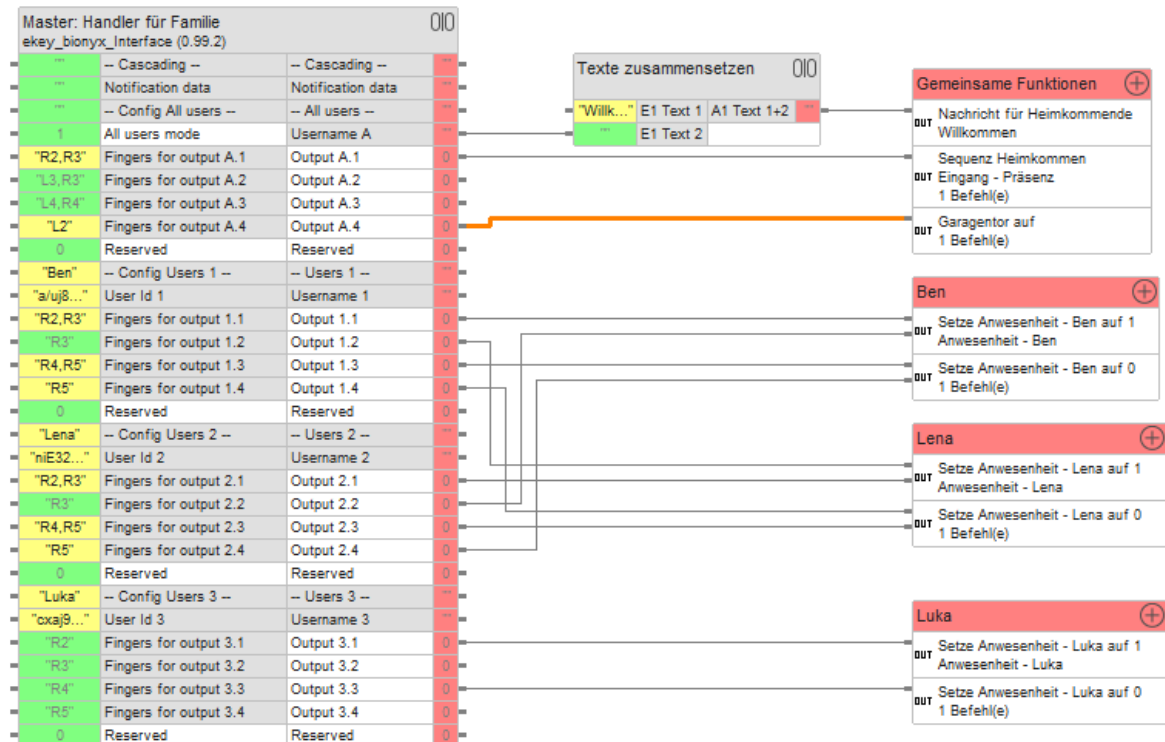 Master: Handler für Familie
ekey_bionyx_Interface (0.99.2)
"" -- Cascading -- -- Cascading -- ""
"" Notification data Notification data ""
"" -- Config All users -- -- All users -- ""
1 All users mode Username A ""
"R2,R3" Fingers for output A.1 Output A.1 0
"L3,R3" Fingers for output A.2 Output A.2 0
"L4,R4" Fingers for output A.3 Output A.3 0
"L2" Fingers for output A.4 Output A.4 0
0 Reserved Reserved 0
"Ben" -- Config Users 1 -- -- Users 1 -- ""
"a/uj8..." User Id 1 Username 1 ""
"R2,R3" Fingers for output 1.1 Output 1.1 0
"R3" Fingers for output 1.2 Output 1.2 0
"R4,R5" Fingers for output 1.3 Output 1.3 0
"R5" Fingers for output 1.4 Output 1.4 0
0 Reserved Reserved 0
"Lena" -- Config Users 2 -- -- Users 2 -- ""
"niE32..." User Id 2 Username 2 ""
"R2,R3" Fingers for output 2.1 Output 2.1 0
"R3" Fingers for output 2.2 Output 2.2 0
"R4,R5" Fingers for output 2.3 Output 2.3 0
"R5" Fingers for output 2.4 Output 2.4 0
0 Reserved Reserved 0
"Luka" -- Config Users 3 -- -- Users 3 -- ""
"cxaj9..." User Id 3 Username 3 ""
"R2" Fingers for output 3.1 Output 3.1 0
"R3" Fingers for output 3.2 Output 3.2 0
"R4" Fingers for output 3.3 Output 3.3 0
"R5" Fingers for output 3.4 Output 3.4 0
0 Reserved Reserved 0
Texte zusammensetzen
"Willk..." E1 Text 1 A1 Text 1+2 ""
"" E1 Text 2
Gemeinsame Funktionen
OUT Nachricht für Heimkommende
Willkommen
Sequenz Heimkommen
OUT Eingang - Präsenz
1 Befehl(e)
OUT Garagentor auf
1 Befehl(e)
Ben
OUT Setze Anwesenheit - Ben auf 1
Anwesenheit - Ben
OUT Setze Anwesenheit - Ben auf 0
1 Befehl(e)
Lena
OUT Setze Anwesenheit - Lena auf 1
Anwesenheit - Lena
OUT Setze Anwesenheit - Lena auf 0
1 Befehl(e)
Luka
OUT Setze Anwesenheit - Luka auf 1
Anwesenheit - Luka
OUT Setze Anwesenheit - Luka auf 0
1 Befehl(e)